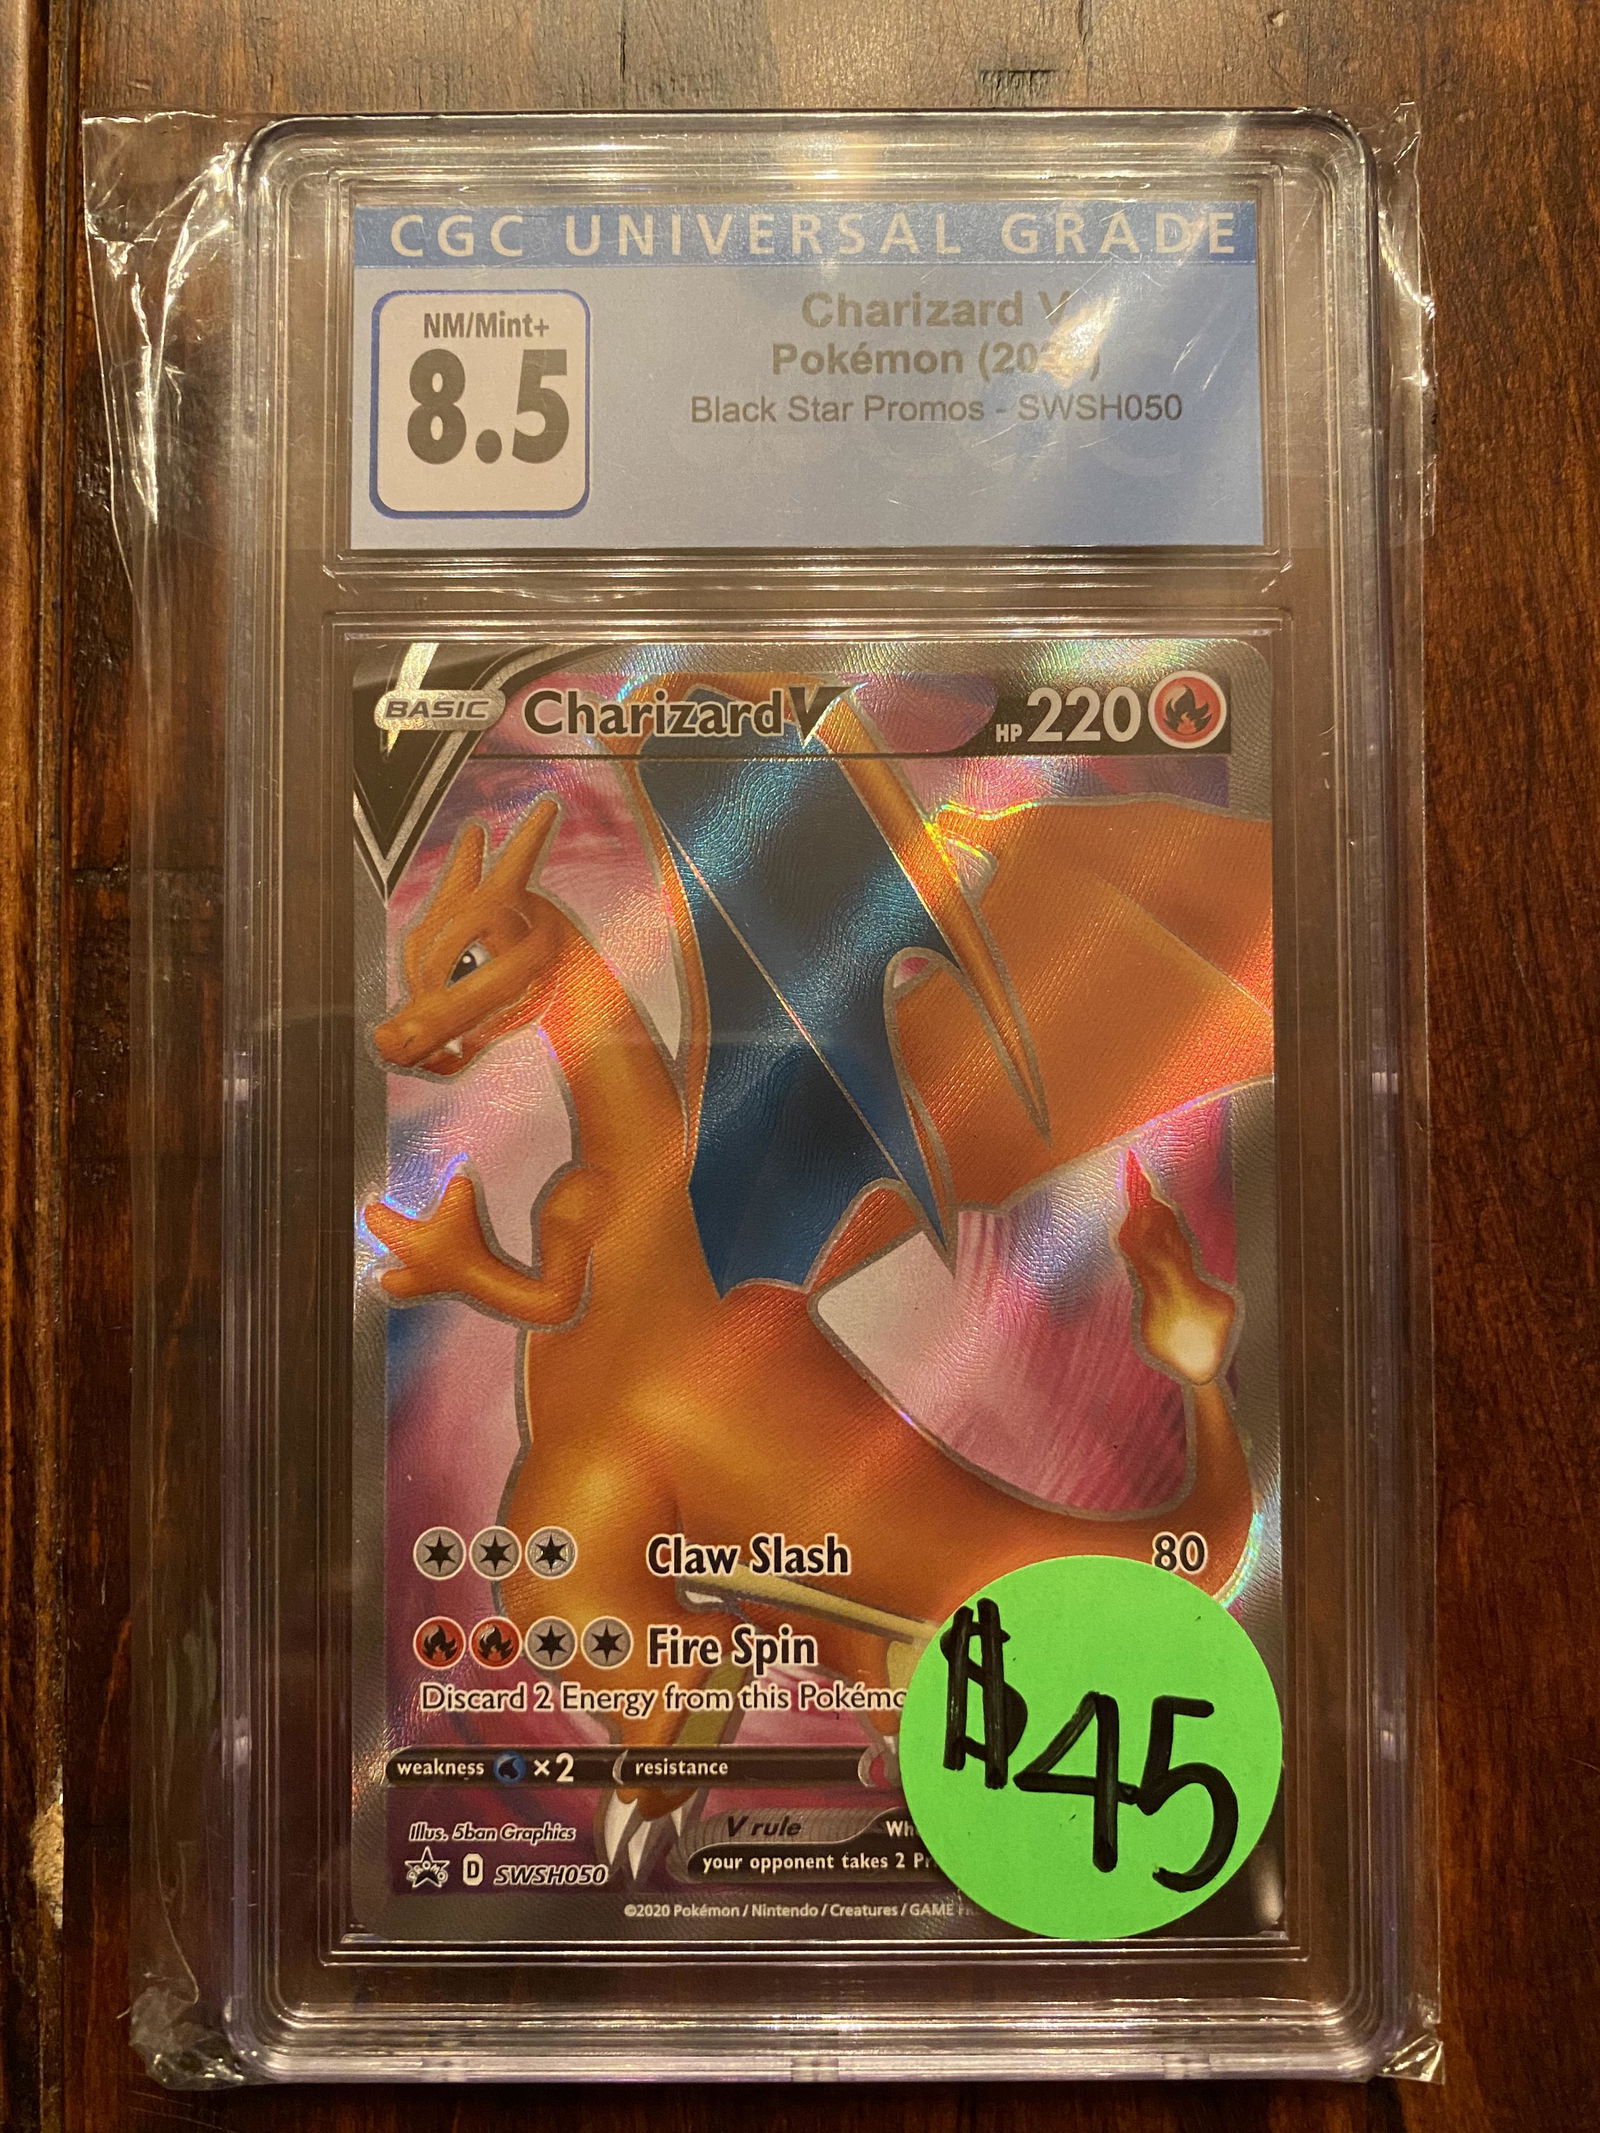 CGC UNIVERSAL GRADE
NM/Mint+
8.5
Charizard V
Pokémon
Black Star Promos - SWSH050
BASIC Charizard V HP 220
Claw Slash 80
Fire Spin
Discard 2 Energy from this
weakness ×2 resistance
V rule
your opponent takes 2
Illus. 5ban Graphics
PROMO D SWSH050
©2020 Pokémon / Nintendo / Creatures / GAME
$45